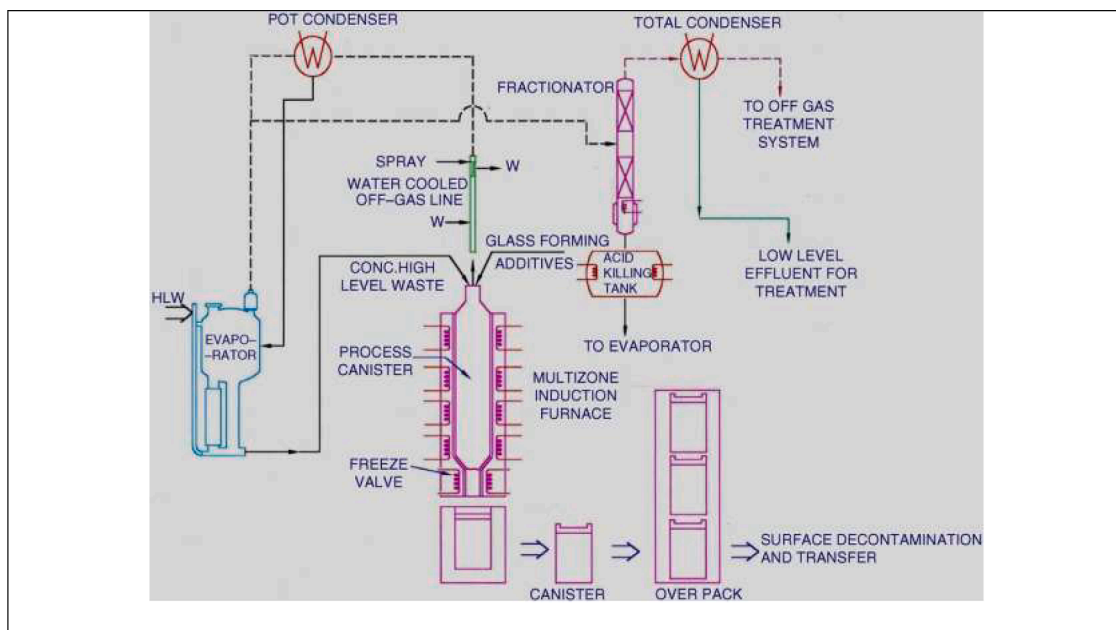 POT CONDENSER
W
TOTAL CONDENSER
W
FRACTIONATOR
TO OFF GAS
TREATMENT
SYSTEM
SPRAY
W
WATER COOLED
OFF-GAS LINE
W
GLASS FORMING
ADDITIVES
CONC.HIGH
LEVEL WASTE
ACID
KILLING
TANK
LOW LEVEL
EFFLUENT FOR
TREATMENT
HLW
EVAPO-
-RATOR
TO EVAPORATOR
PROCESS
CANISTER
MULTIZONE
INDUCTION
FURNACE
FREEZE
VALVE
SURFACE DECONTAMINATION
AND TRANSFER
CANISTER
OVER PACK